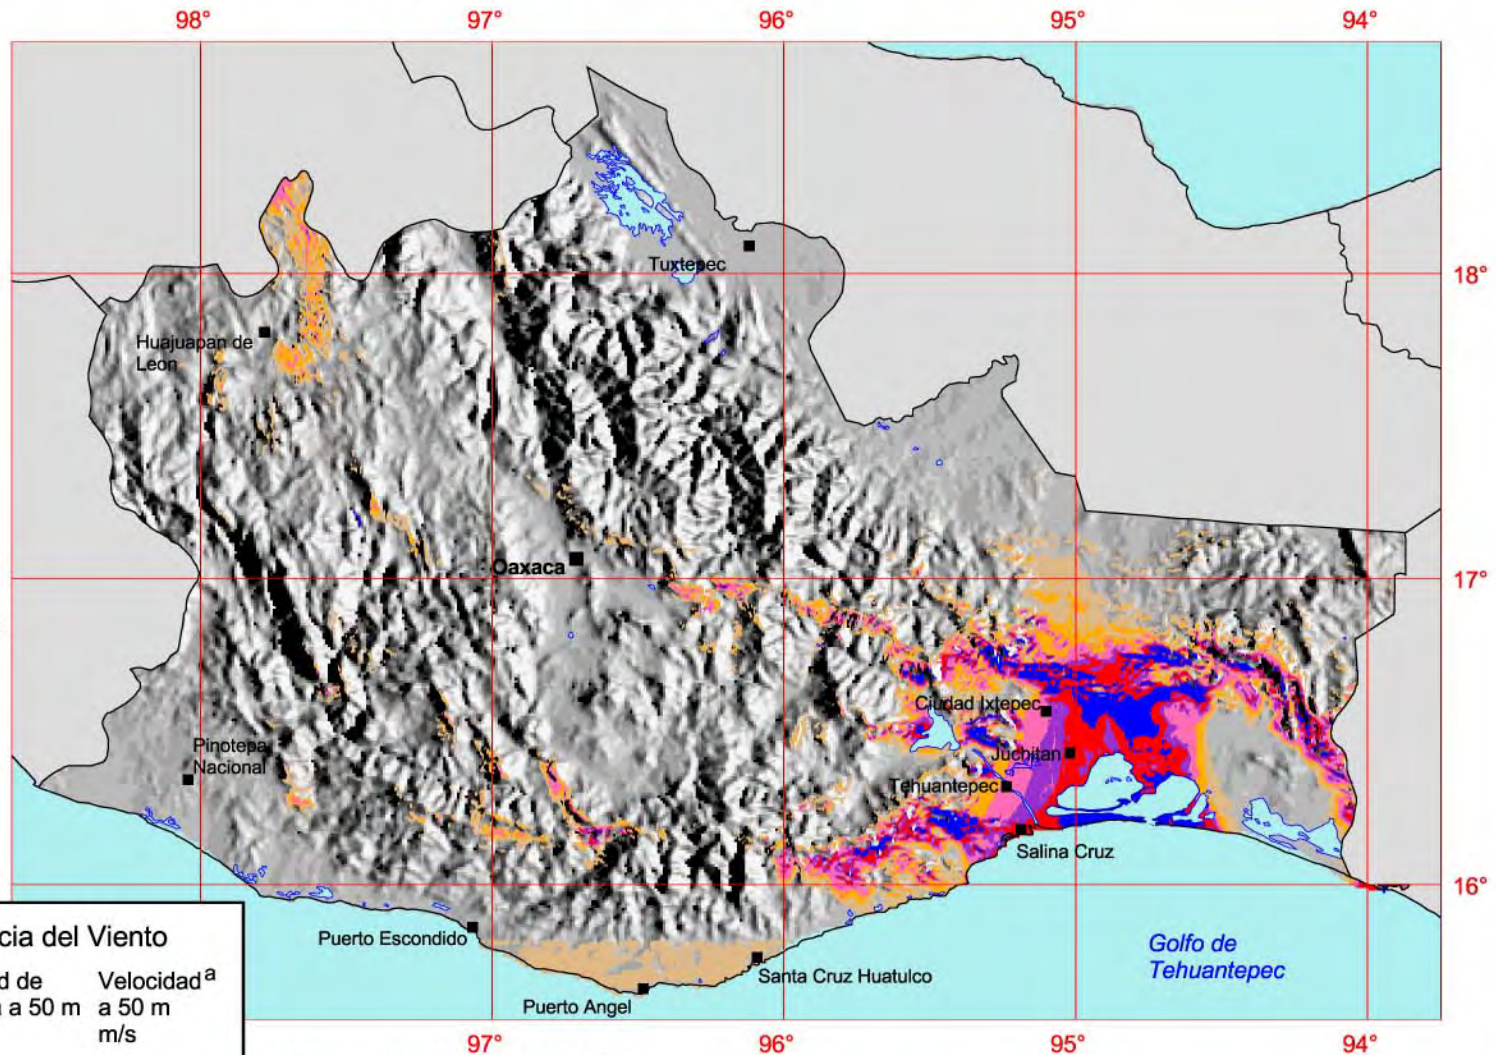 98° 97° 96° 95° 94°
Tuxtepec
18°
Huajuapan de
Leon
Oaxaca
17°
Ciudad Ixtepec
Pinotepa
Nacional
Juchitan
Tehuantepec
Salina Cruz
16°
Puerto Escondido
Golfo de
Tehuantepec
Santa Cruz Huatulco
Puerto Angel
cia del Viento
d de Velocidad a
a 50 m a 50 m
m/s
97° 96° 95° 94°